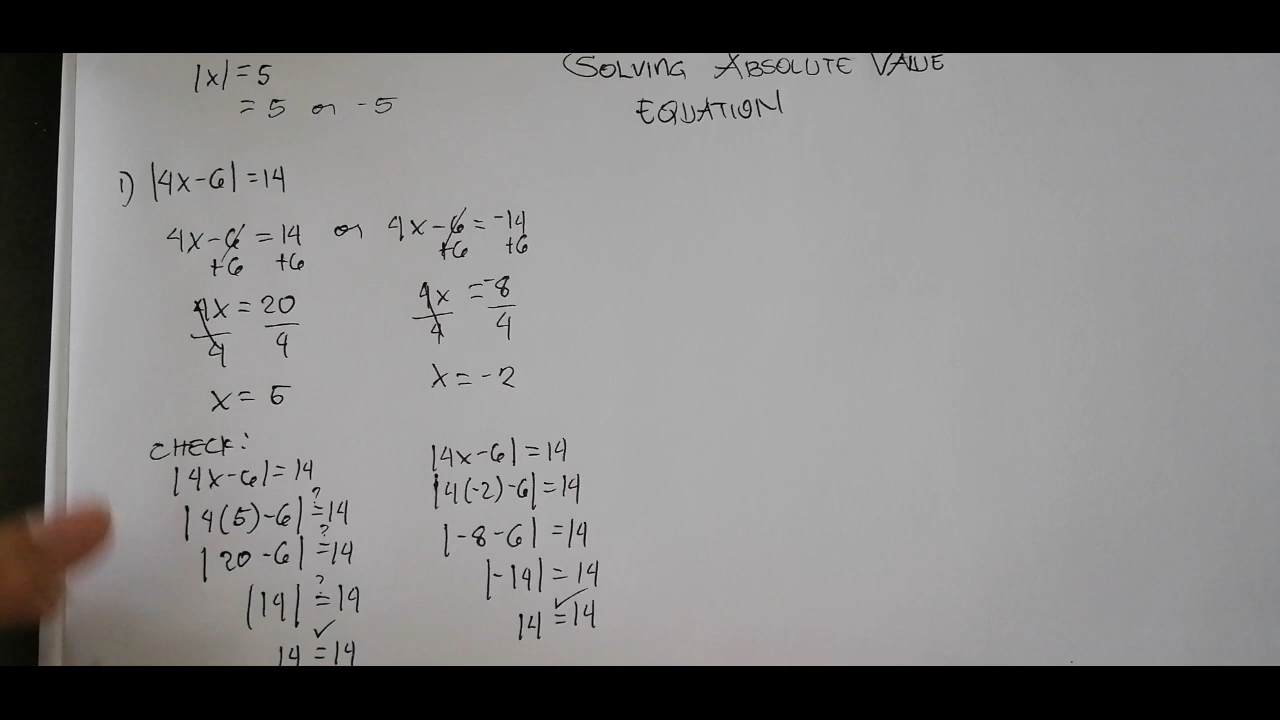 |x| = 5
= 5 or -5
SOLVING ABSOLUTE VALUE
EQUATION
1) |4x-6| = 14
4x-6 = 14 or 4x-6 = -14
+6 +6 +6 +6
4x = 20
4 4
4x = -8
4 4
x = 5
x = -2
CHECK:
|4x-6| = 14
|4(5)-6| ?= 14
|20-6| ?= 14
|14| ?= 14
✓
14 = 14
|4x-6| = 14
|4(-2)-6| = 14
|-8-6| = 14
|-14| = 14
✓
14 = 14